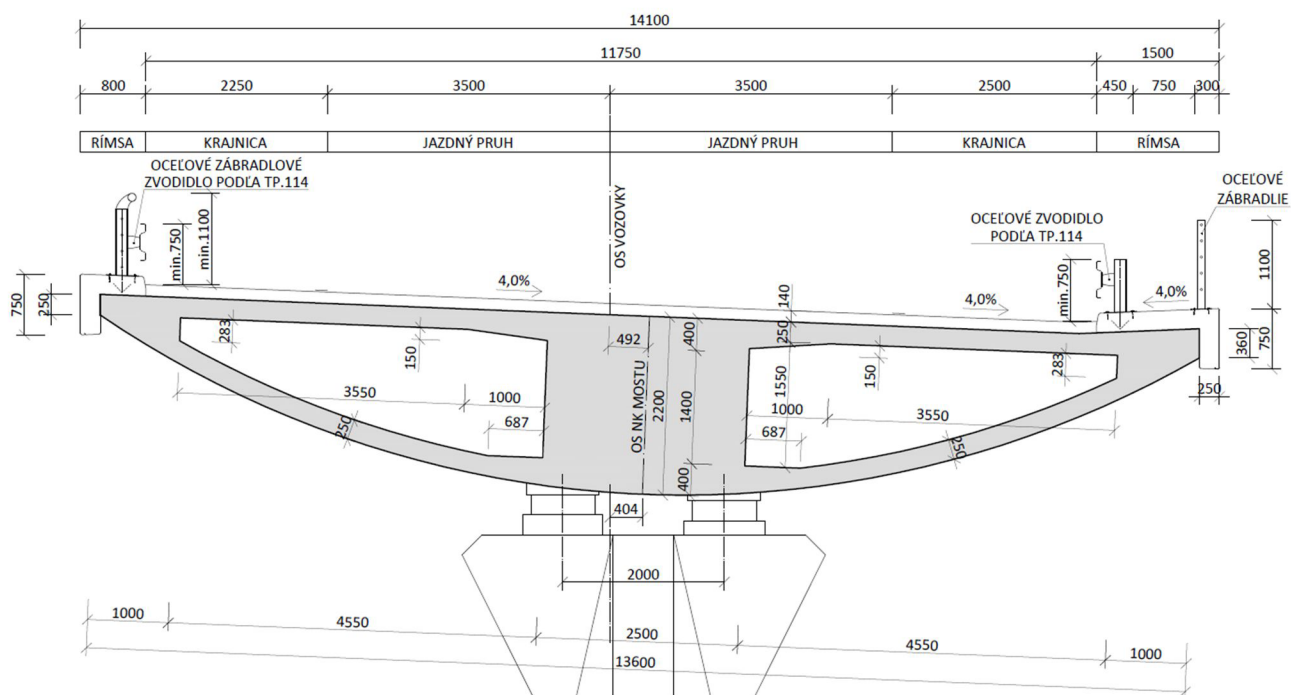 14100
11750 1500
800 2250 3500 3500 2500 450 750 300
RÍMSA KRAJNICA JAZDNÝ PRUH JAZDNÝ PRUH KRAJNICA RÍMSA
OCEĽOVÉ ZÁBRADLOVÉ
ZVODIDLO PODĽA TP.114
OCEĽOVÉ
ZÁBRADLIE
OS VOZOVKY
OCEĽOVÉ ZVODIDLO
PODĽA TP.114
min.750
min.1100
min.750
1100
750
250
4,0%
4,0%
4,0%
140
250
400
492
283
150
1550
150
283
360
750
250
3550 1000
687
250
OS NK MOSTU
2200
1400
400
1000 3550
687
250
404
2000
1000 4550 2500 4550 1000
13600